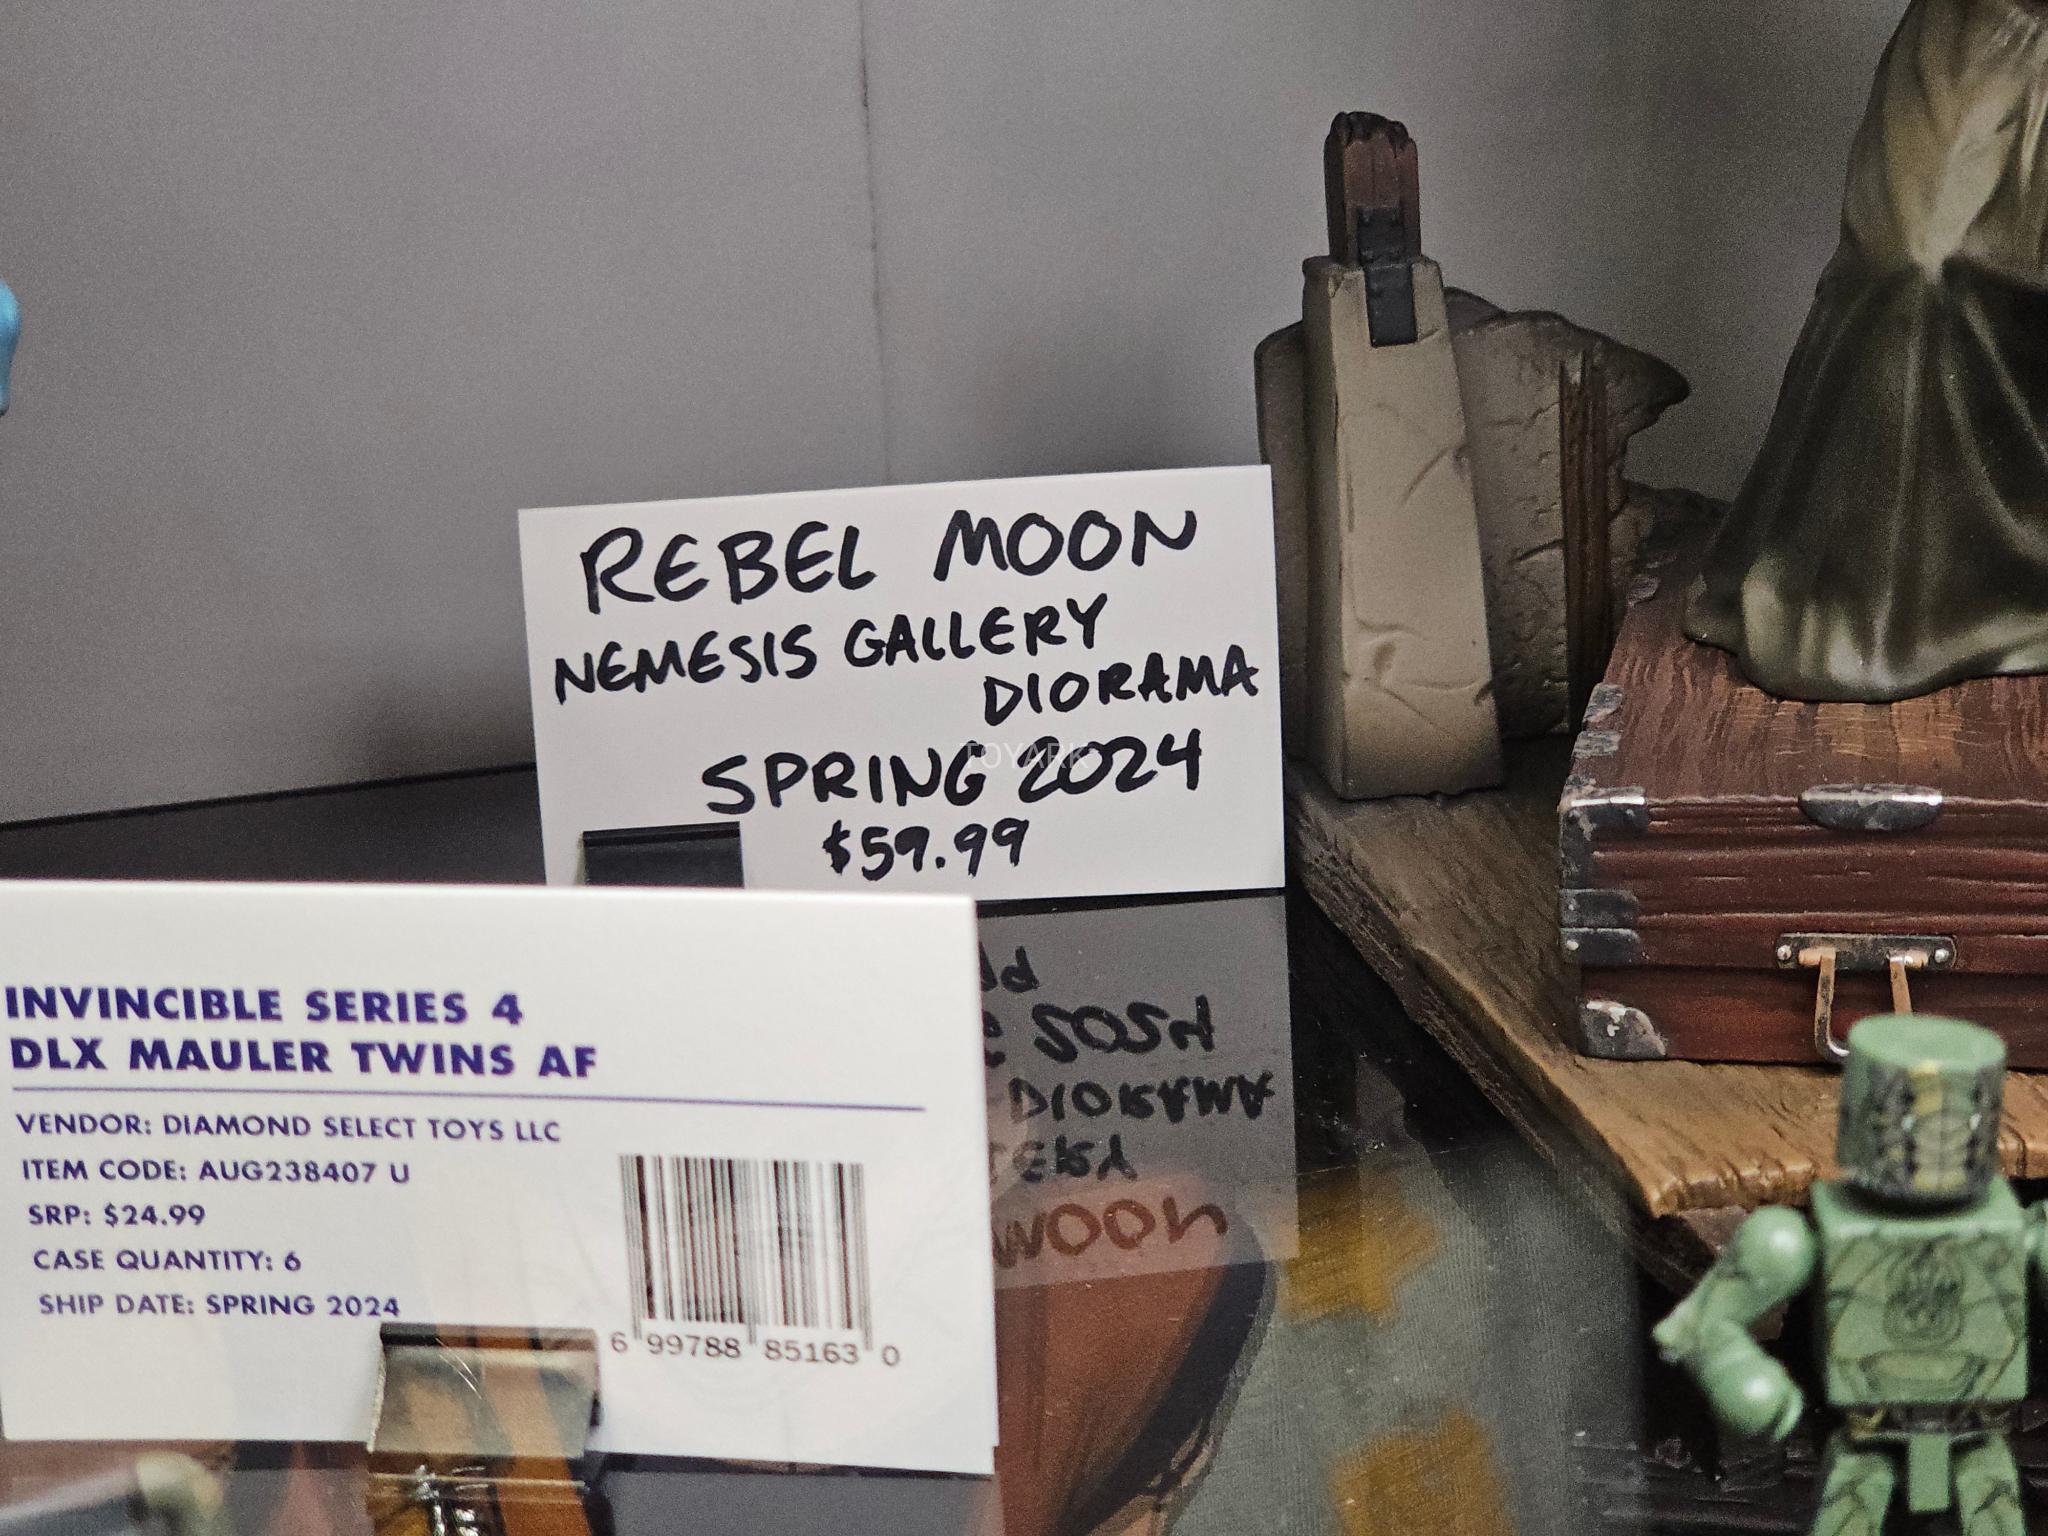 REBEL MOON
NEMESIS GALLERY
DIORAMA
SPRING 2024
$59.99
TOYARK
INVINCIBLE SERIES 4
DLX MAULER TWINS AF
VENDOR: DIAMOND SELECT TOYS LLC
ITEM CODE: AUG238407 U
SRP: $24.99
CASE QUANTITY: 6
SHIP DATE: SPRING 2024
6 99788 85163 0